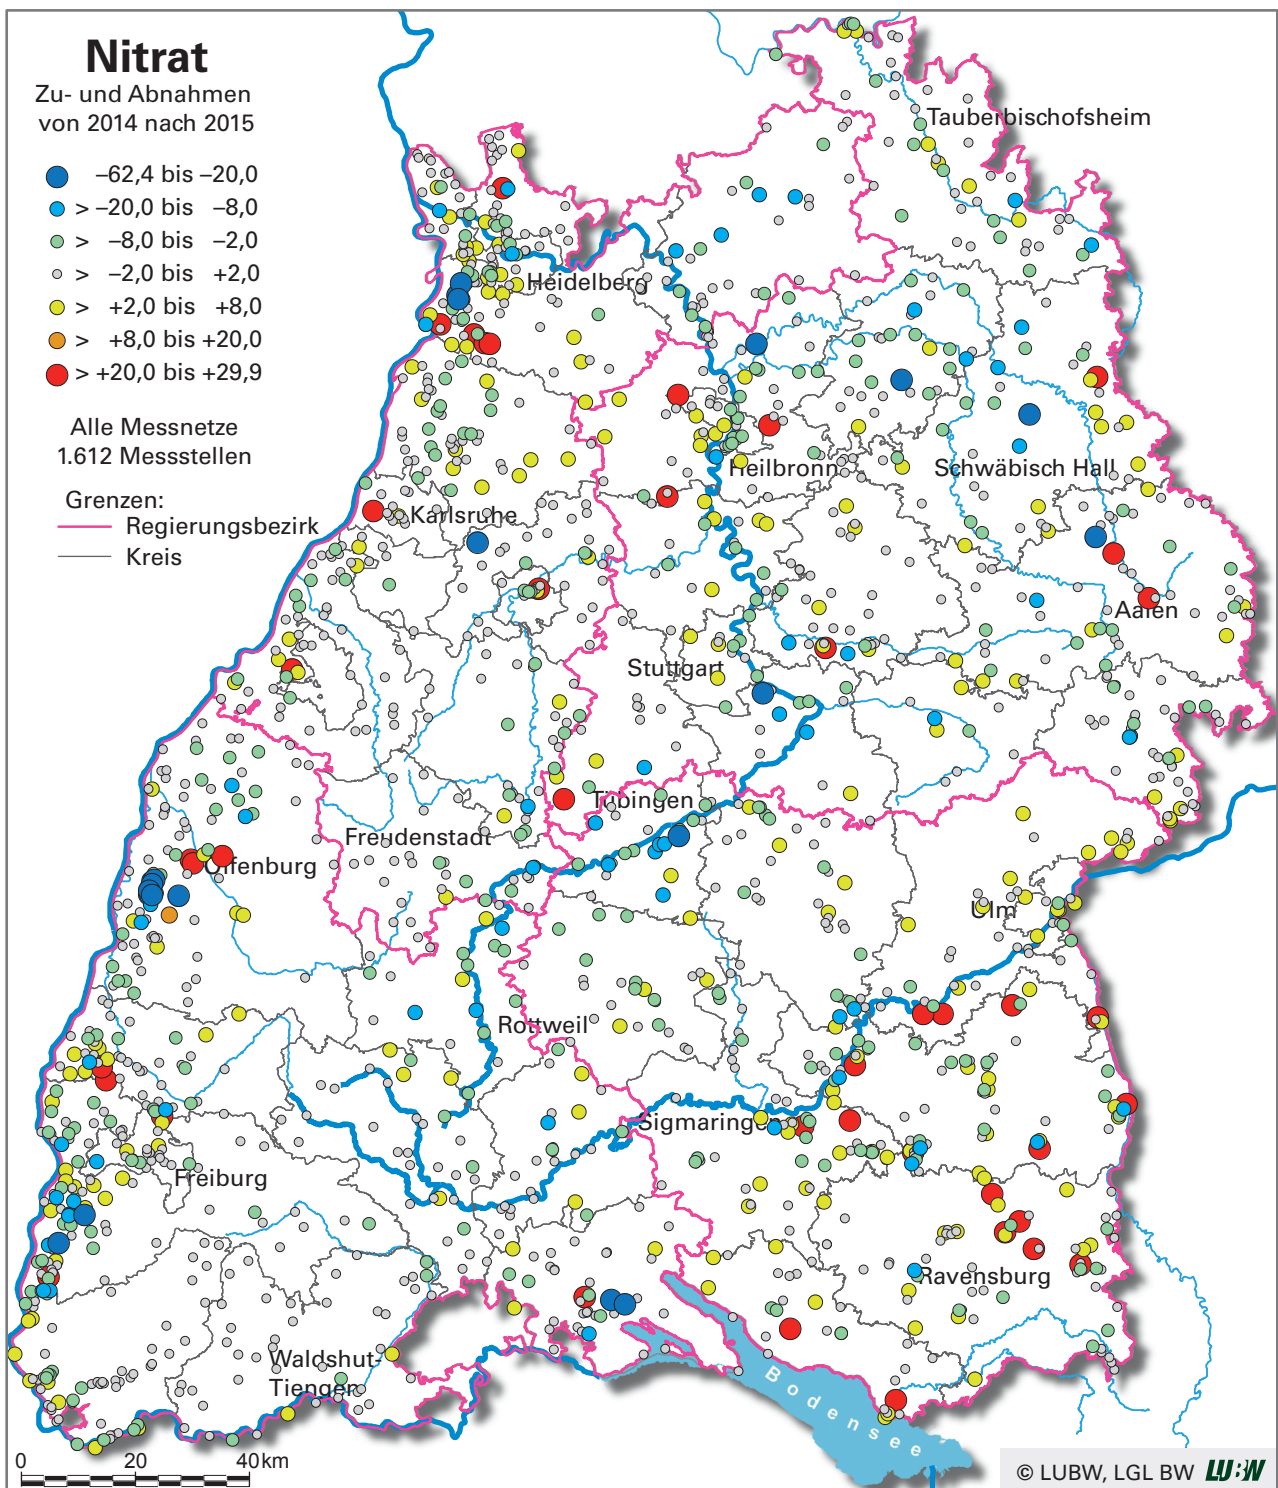 Nitrat
Zu- und Abnahmen
von 2014 nach 2015
–62,4 bis –20,0
> –20,0 bis –8,0
> –8,0 bis –2,0
> –2,0 bis +2,0
> +2,0 bis +8,0
> +8,0 bis +20,0
> +20,0 bis +29,9
Alle Messnetze
1.612 Messstellen
Grenzen:
Regierungsbezirk
Kreis
Tauberbischofsheim
Heidelberg
Heilbronn
Schwäbisch Hall
Karlsruhe
Aalen
Stuttgart
Tübingen
Freudenstadt
Offenburg
Ulm
Rottweil
Sigmaringen
Freiburg
Ravensburg
Waldshut-
Tiengen
Bodensee
0 20 40 km
© LUBW, LGL BW LUBW